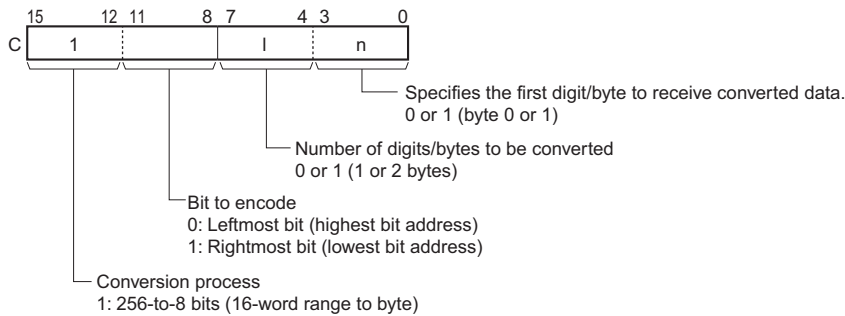 15 12 11 8 7 4 3 0
C 1 l n
Specifies the first digit/byte to receive converted data.
0 or 1 (byte 0 or 1)
Number of digits/bytes to be converted
0 or 1 (1 or 2 bytes)
Bit to encode
0: Leftmost bit (highest bit address)
1: Rightmost bit (lowest bit address)
Conversion process
1: 256-to-8 bits (16-word range to byte)